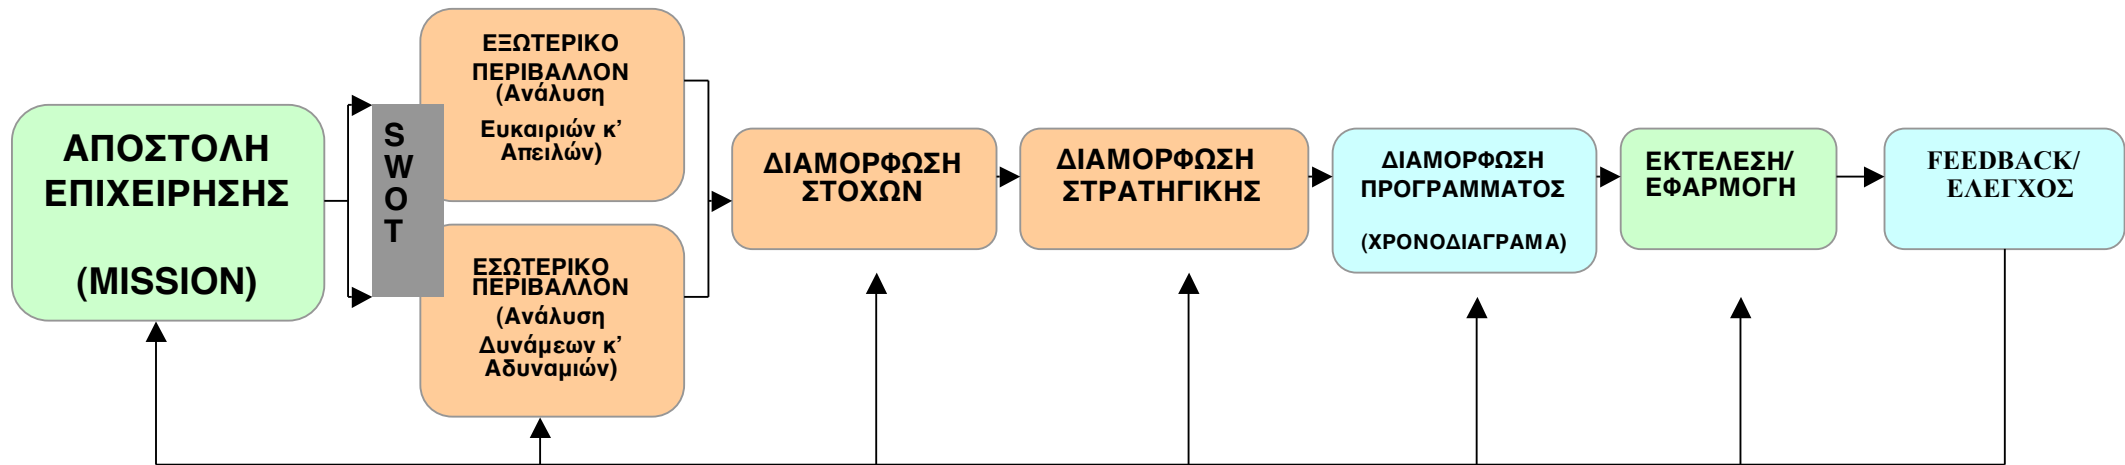 ΑΠΟΣΤΟΛΗ
ΕΠΙΧΕΙΡΗΣΗΣ
(MISSION)
S
W
O
T
ΕΞΩΤΕΡΙΚΟ
ΠΕΡΙΒΑΛΛΟΝ
(Ανάλυση
Ευκαιριών κ’
Απειλών)
ΕΣΩΤΕΡΙΚΟ
ΠΕΡΙΒΑΛΛΟΝ
(Ανάλυση
Δυνάμεων κ’
Αδυναμιών)
ΔΙΑΜΟΡΦΩΣΗ
ΣΤΟΧΩΝ
ΔΙΑΜΟΡΦΩΣΗ
ΣΤΡΑΤΗΓΙΚΗΣ
ΔΙΑΜΟΡΦΩΣΗ
ΠΡΟΓΡΑΜΜΑΤΟΣ
(ΧΡΟΝΟΔΙΑΓΡΑΜΑ)
ΕΚΤΕΛΕΣΗ/
ΕΦΑΡΜΟΓΗ
FEEDBACK/
ΕΛΕΓΧΟΣ